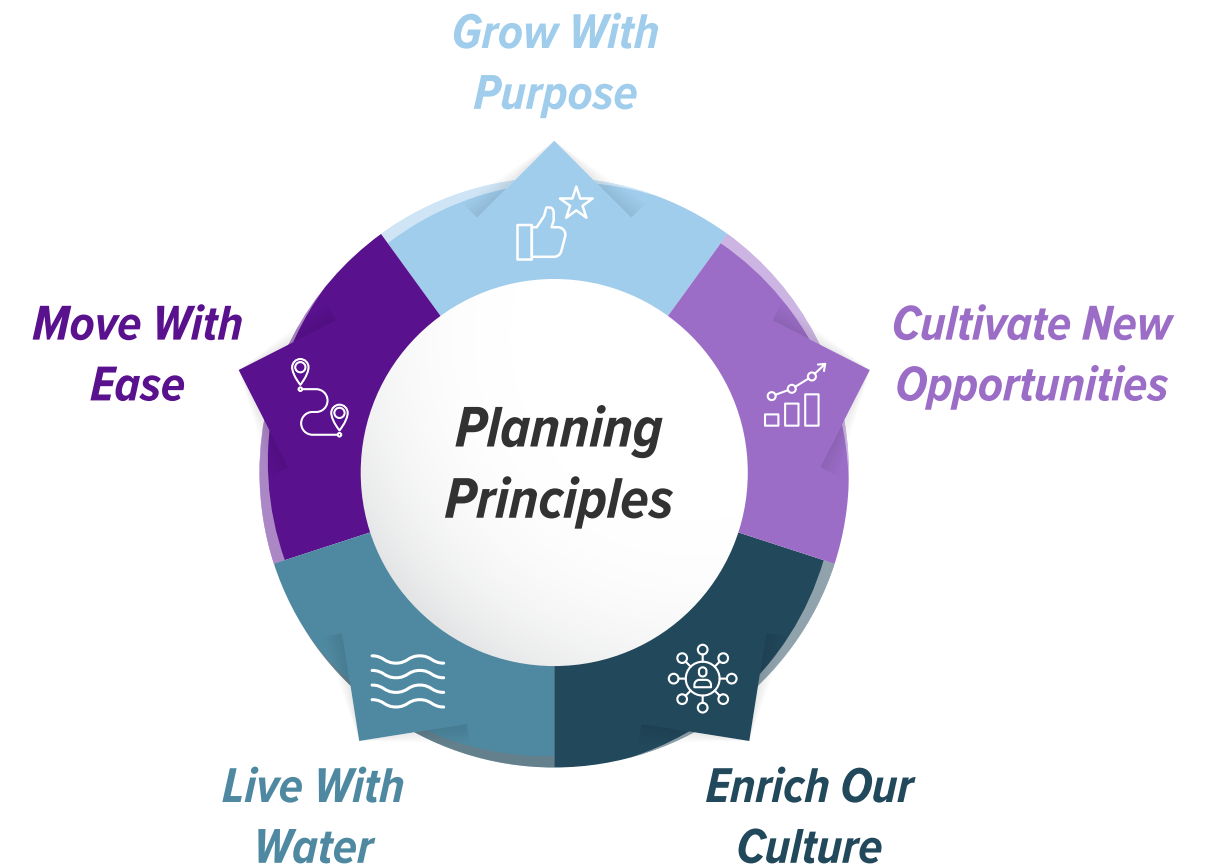 Grow With
Purpose
Move With
Ease
Cultivate New
Opportunities
Planning
Principles
Live With
Water
Enrich Our
Culture